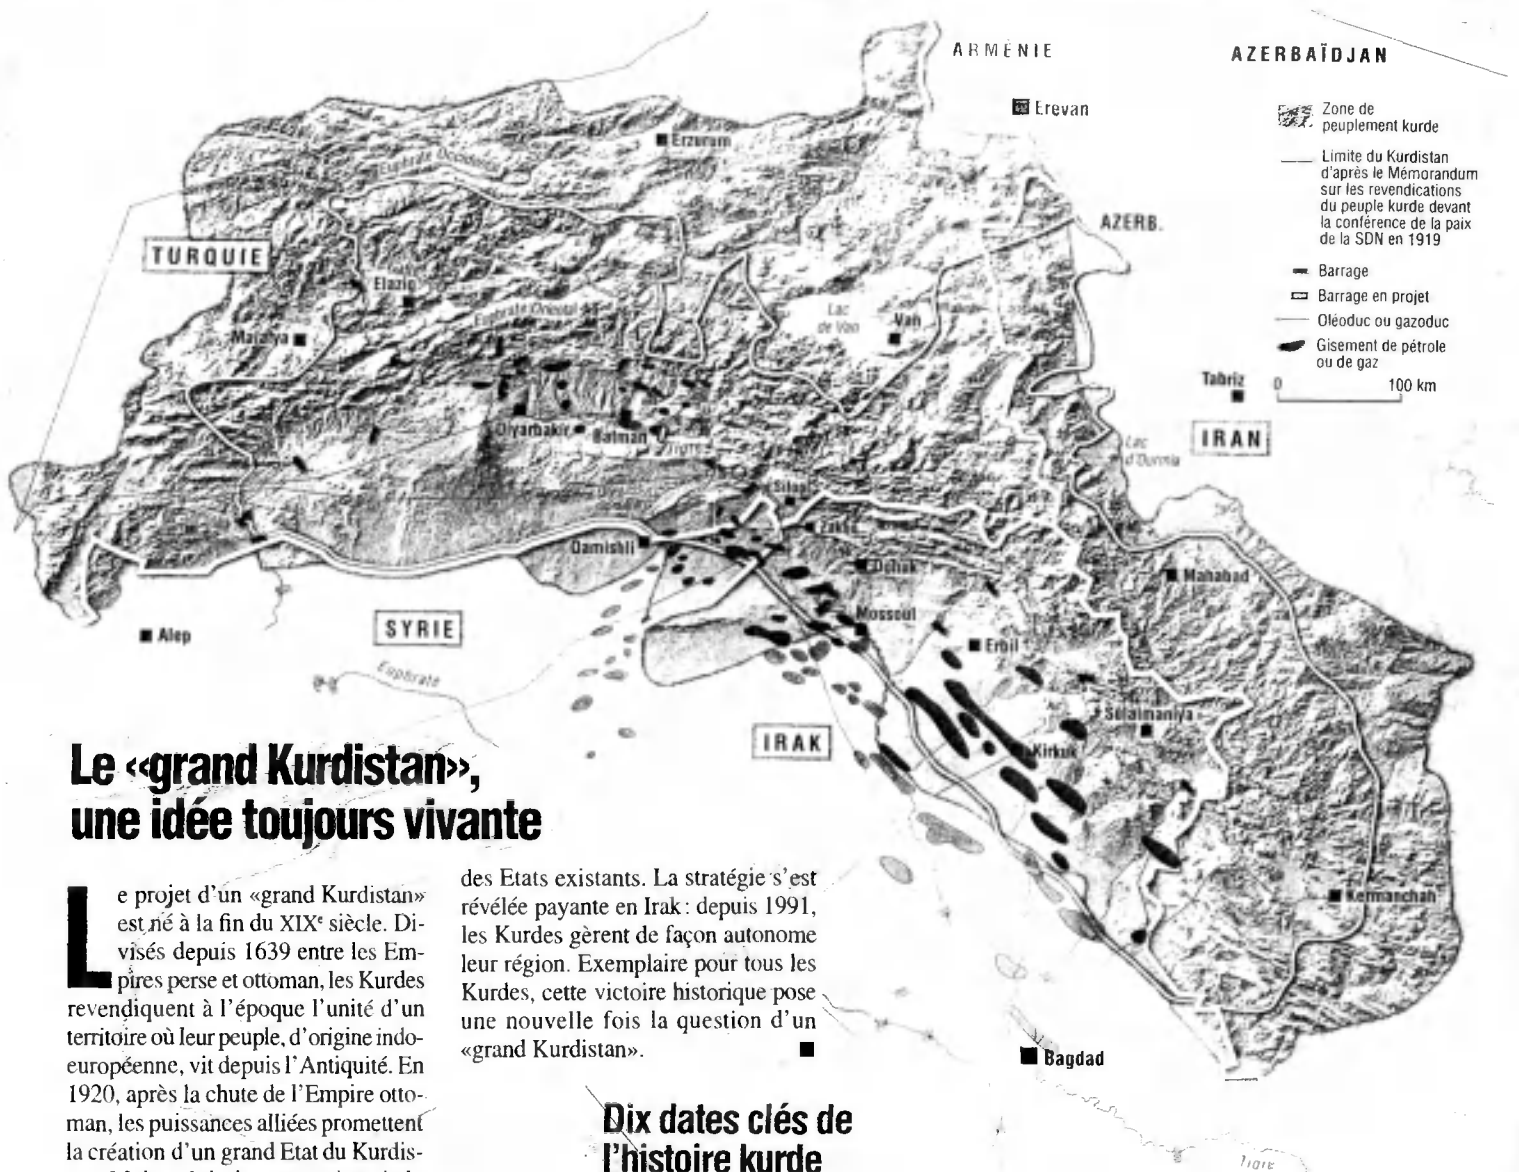 ARMÉNIE
AZERBAÏDJAN
Erevan
Zone de
peuplement kurde
Limite du Kurdistan
d'après le Mémorandum
sur les revendications
du peuple kurde devant
la conférence de la paix
de la SDN en 1919
Barrage
Barrage en projet
Oléoduc ou gazoduc
Gisement de pétrole
ou de gaz
0 100 km
Erzurum
Euphrate Occidental
AZERB.
TURQUIE
Elazig
Euphrate Oriental
Lac
de Van
Van
Malatya
Tabriz
IRAN
Diyarbakir
Batman
Tigre
Lac
d'Ourmia
Silopi
Zakho
Qamishli
Dohuk
Mahabad
Mossoul
Alep
SYRIE
Erbil
Euphrate
Sulaimaniya
IRAK
Kirkuk
Kermanchah
Bagdad
Tigre
Le «grand Kurdistan»,
une idée toujours vivante
Le projet d'un «grand Kurdistan»
est né à la fin du XIXe siècle. Di-
visés depuis 1639 entre les Em-
pires perse et ottoman, les Kurdes
revendiquent à l'époque l'unité d'un
territoire où leur peuple, d'origine indo-
européenne, vit depuis l'Antiquité. En
1920, après la chute de l'Empire otto-
man, les puissances alliées promettent
la création d'un grand Etat du Kurdis-
des Etats existants. La stratégie s'est
révélée payante en Irak : depuis 1991,
les Kurdes gèrent de façon autonome
leur région. Exemplaire pour tous les
Kurdes, cette victoire historique pose
une nouvelle fois la question d'un
«grand Kurdistan».
Dix dates clés de
l'histoire kurde